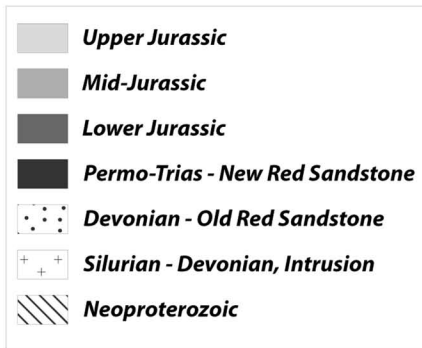 Upper Jurassic
Mid-Jurassic
Lower Jurassic
Permo-Trias - New Red Sandstone
Devonian - Old Red Sandstone
Silurian - Devonian, Intrusion
Neoproterozoic